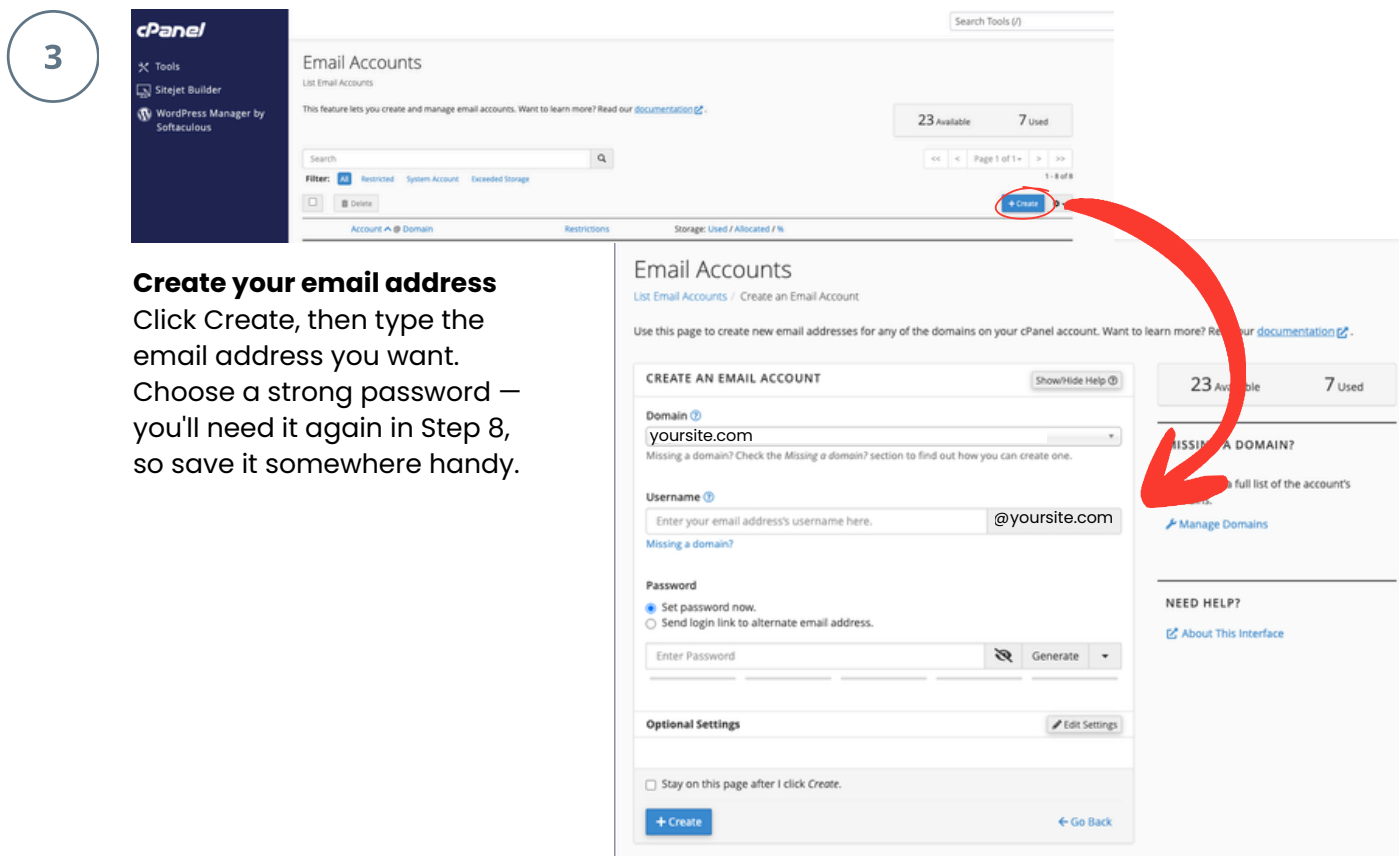 3
cPanel
Tools
Sitejet Builder
WordPress Manager by
Softaculous
Search Tools (/)
Email Accounts
List Email Accounts
This feature lets you create and manage email accounts. Want to learn more? Read our documentation.
23 Available 7 Used
Search
<< < Page 1 of 1 > >>
Filter: All Restricted System Account Exceeded Storage
1 - 8 of 8
Delete
+ Create
Account @ Domain Restrictions Storage: Used / Allocated / %
Create your email address
Click Create, then type the
email address you want.
Choose a strong password —
you'll need it again in Step 8,
so save it somewhere handy.
Email Accounts
List Email Accounts / Create an Email Account
Use this page to create new email addresses for any of the domains on your cPanel account. Want to learn more? documentation.
CREATE AN EMAIL ACCOUNT
Show/Hide Help
Domain
yoursite.com
Missing a domain? Check the Missing a domain? section to find out how you can create one.
Username
Enter your email address's username here. @yoursite.com
Missing a domain?
Password
Set password now.
Send login link to alternate email address.
Enter Password Generate
Optional Settings
Edit Settings
Stay on this page after I click Create.
+ Create
Go Back
23 7 Used
A DOMAIN?
a full list of the account's
Manage Domains
NEED HELP?
About This Interface